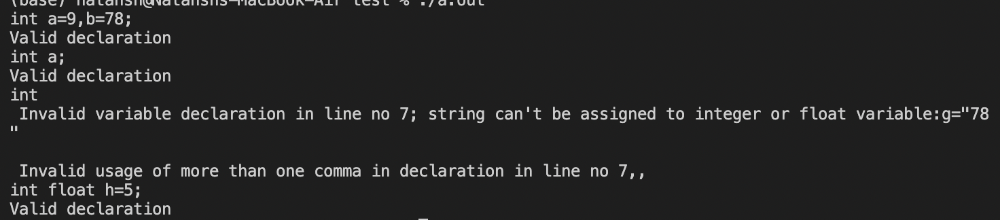 (base) natansh@Natanshs-MacBook-Air test % ./a.out
int a=9,b=78;
Valid declaration
int a;
Valid declaration
int
Invalid variable declaration in line no 7; string can't be assigned to integer or float variable:g="78
"
Invalid usage of more than one comma in declaration in line no 7,,
int float h=5;
Valid declaration